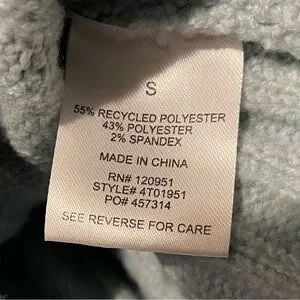 S
55% RECYCLED POLYESTER
43% POLYESTER
2% SPANDEX
MADE IN CHINA
RN# 120951
STYLE# 4T01951
PO# 457314
SEE REVERSE FOR CARE